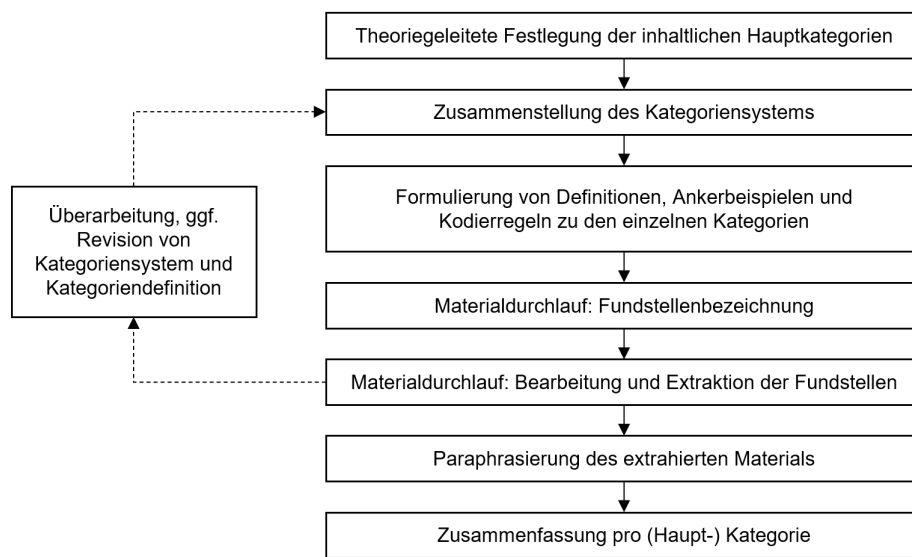 Theoriegeleitete Festlegung der inhaltlichen Hauptkategorien
Zusammenstellung des Kategoriensystems
Formulierung von Definitionen, Ankerbeispielen und
Kodierregeln zu den einzelnen Kategorien
Überarbeitung, ggf.
Revision von
Kategoriensystem und
Kategoriendefinition
Materialdurchlauf: Fundstellenbezeichnung
Materialdurchlauf: Bearbeitung und Extraktion der Fundstellen
Paraphrasierung des extrahierten Materials
Zusammenfassung pro (Haupt-) Kategorie